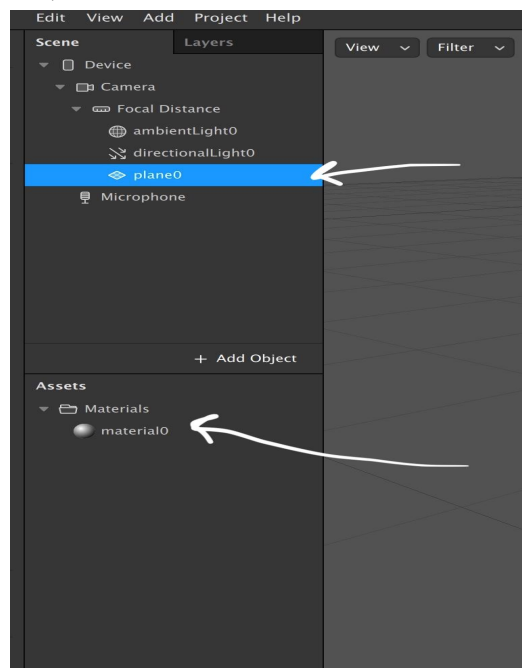 Edit View Add Project Help
Scene Layers
View Filter
Device
Camera
Focal Distance
ambientLight0
directionalLight0
plane0
Microphone
+ Add Object
Assets
Materials
material0